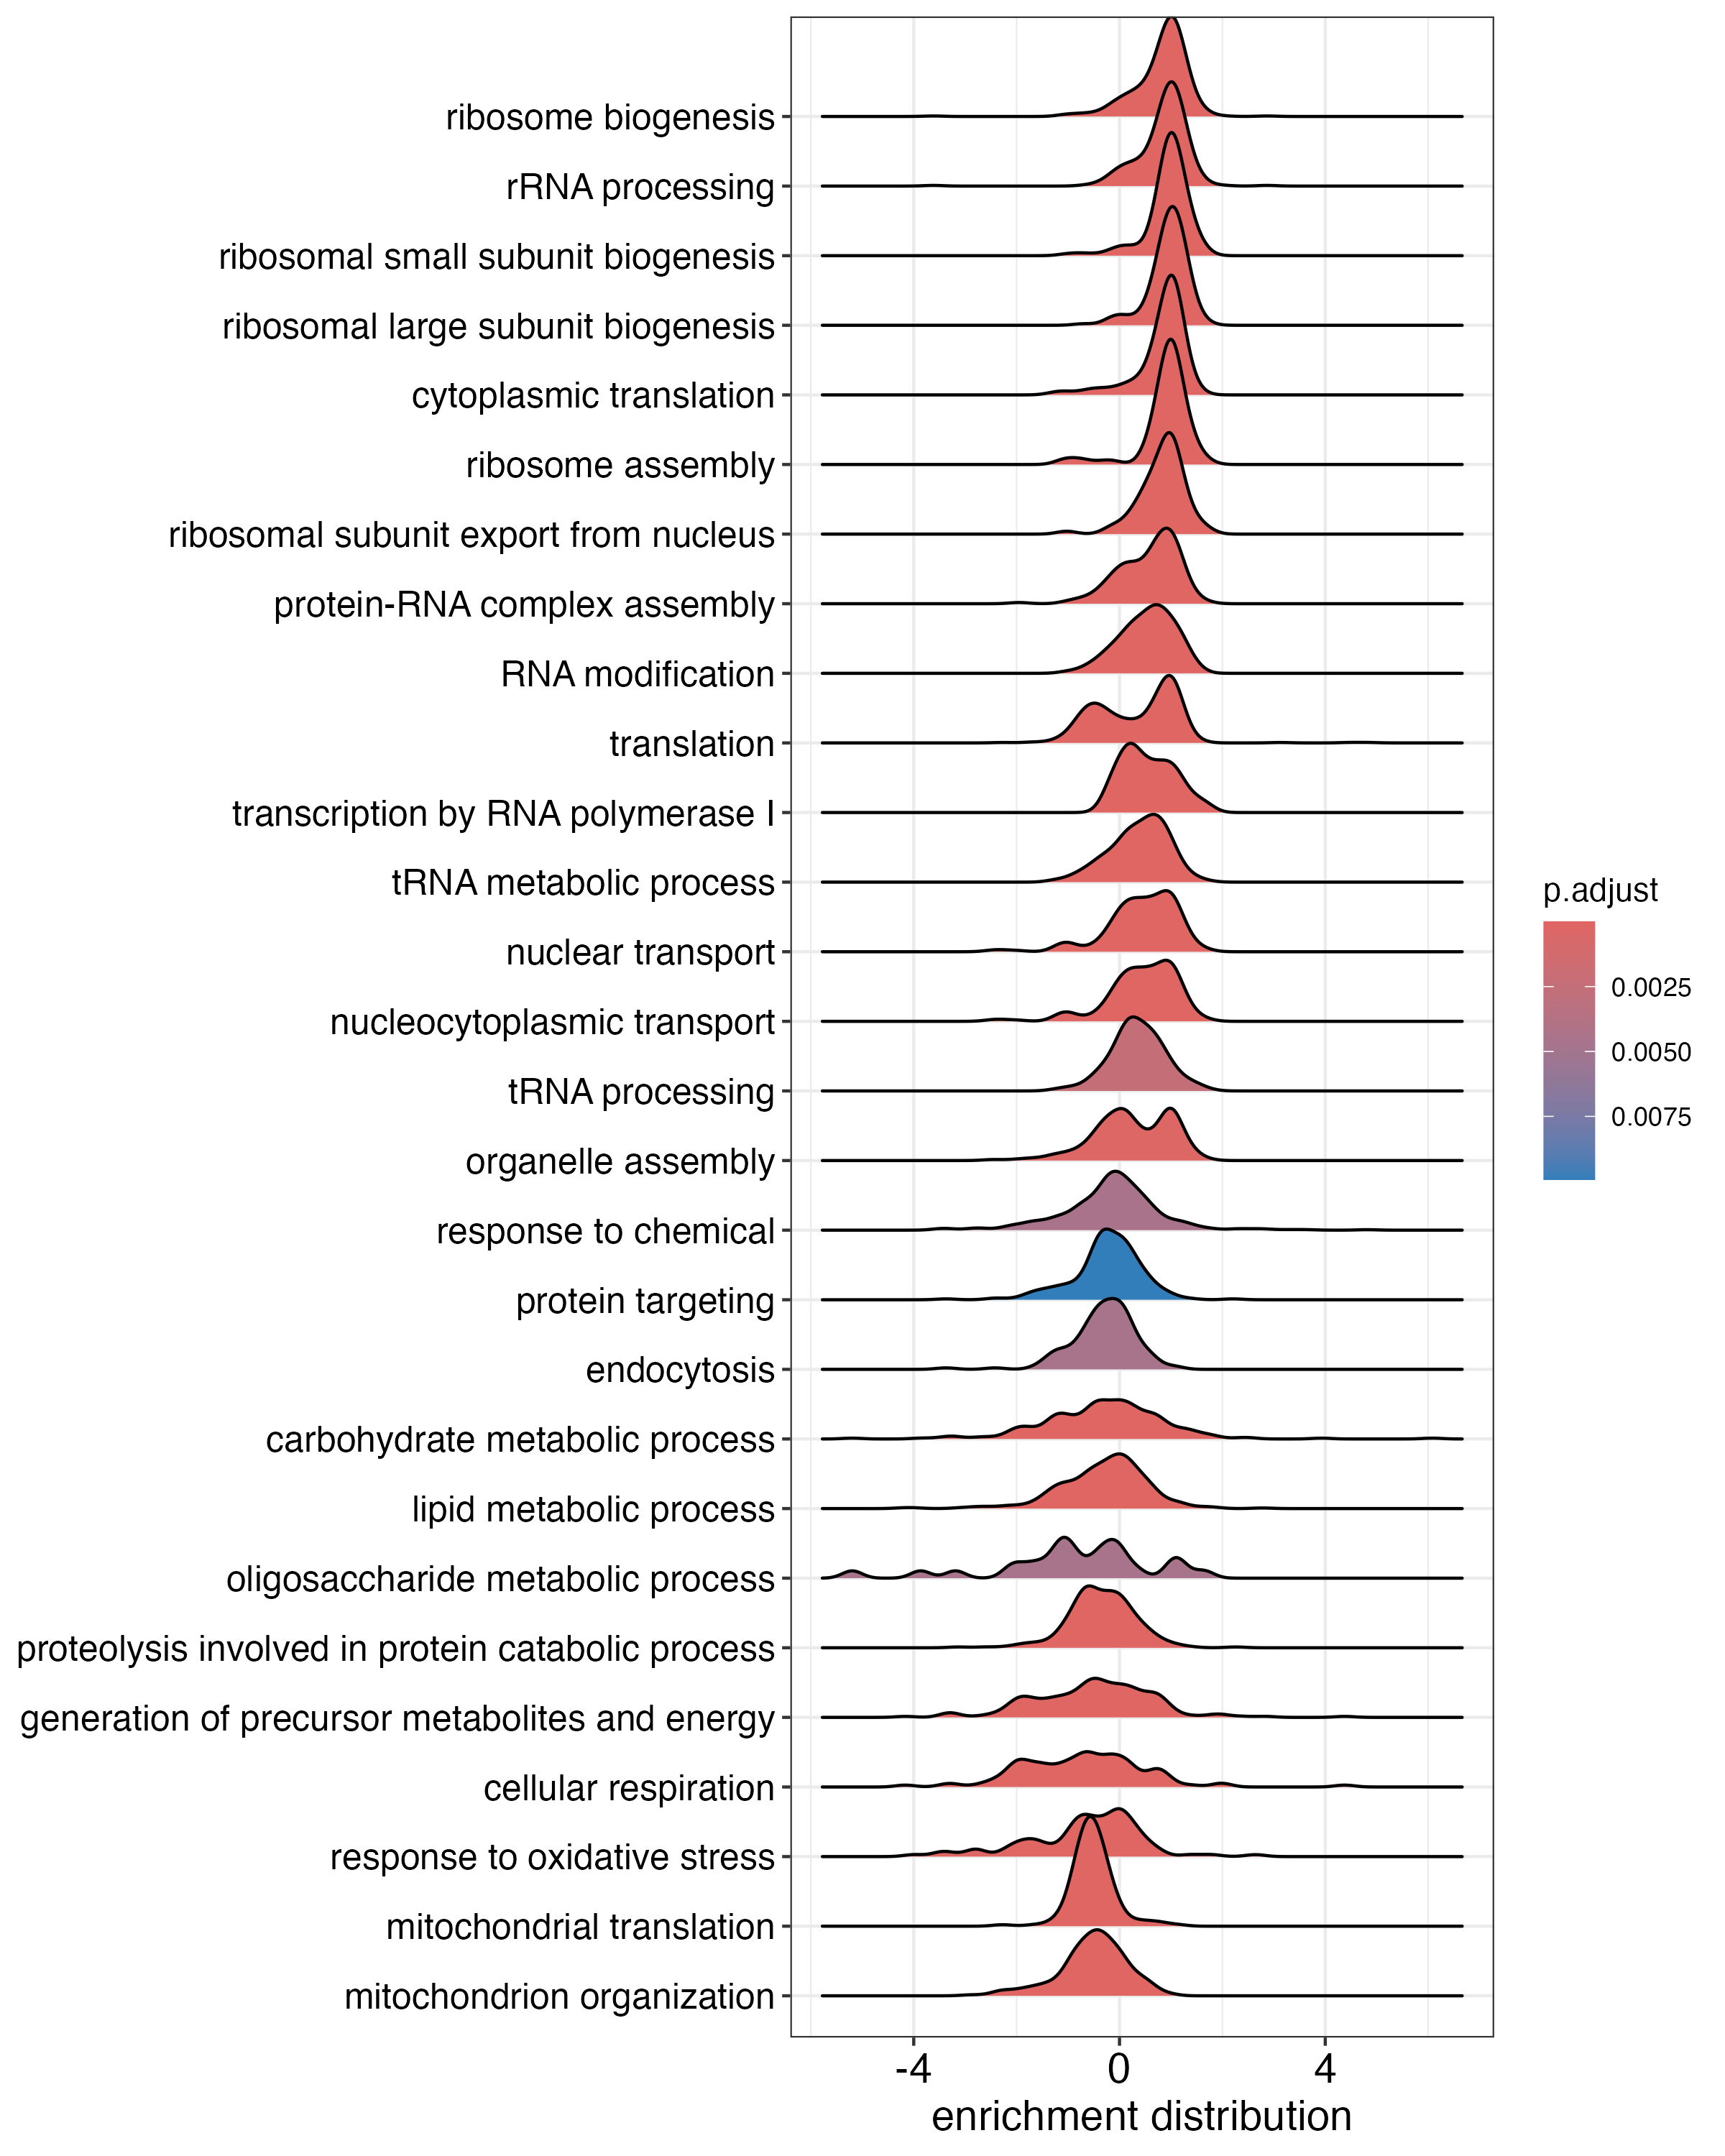 ribosome biogenesis
rRNA processing
ribosomal small subunit biogenesis
ribosomal large subunit biogenesis
cytoplasmic translation
ribosome assembly
ribosomal subunit export from nucleus
protein-RNA complex assembly
RNA modification
translation
transcription by RNA polymerase I
tRNA metabolic process
nuclear transport
nucleocytoplasmic transport
tRNA processing
organelle assembly
response to chemical
protein targeting
endocytosis
carbohydrate metabolic process
lipid metabolic process
oligosaccharide metabolic process
proteolysis involved in protein catabolic process
generation of precursor metabolites and energy
cellular respiration
response to oxidative stress
mitochondrial translation
mitochondrion organization
-4 0 4
enrichment distribution
p.adjust
0.0025
0.0050
0.0075